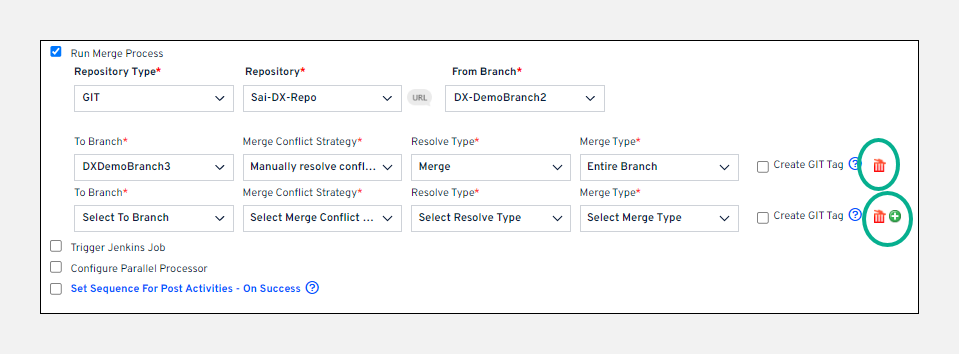 Run Merge Process
Repository Type* Repository* From Branch*
GIT Sai-DX-Repo URL DX-DemoBranch2
To Branch* Merge Conflict Strategy* Resolve Type* Merge Type*
DXDemoBranch3 Manually resolve confl... Merge Entire Branch Create GIT Tag ?
To Branch* Merge Conflict Strategy* Resolve Type* Merge Type*
Select To Branch Select Merge Conflict ... Select Resolve Type Select Merge Type Create GIT Tag ?
Trigger Jenkins Job
Configure Parallel Processor
Set Sequence For Post Activities - On Success ?